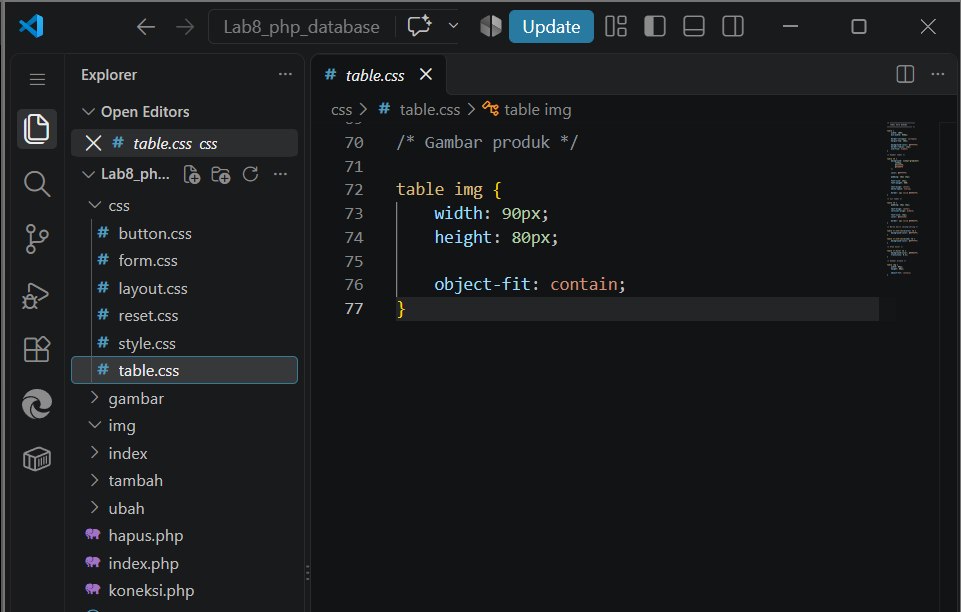 Lab8_php_database
Update
Explorer
Open Editors
table.css css
Lab8_ph...
css
button.css
form.css
layout.css
reset.css
style.css
table.css
gambar
img
index
tambah
ubah
hapus.php
index.php
koneksi.php
# table.css
css > # table.css > table img
70 /* Gambar produk */
71
72 table img {
73 width: 90px;
74 height: 80px;
75
76 object-fit: contain;
77 }